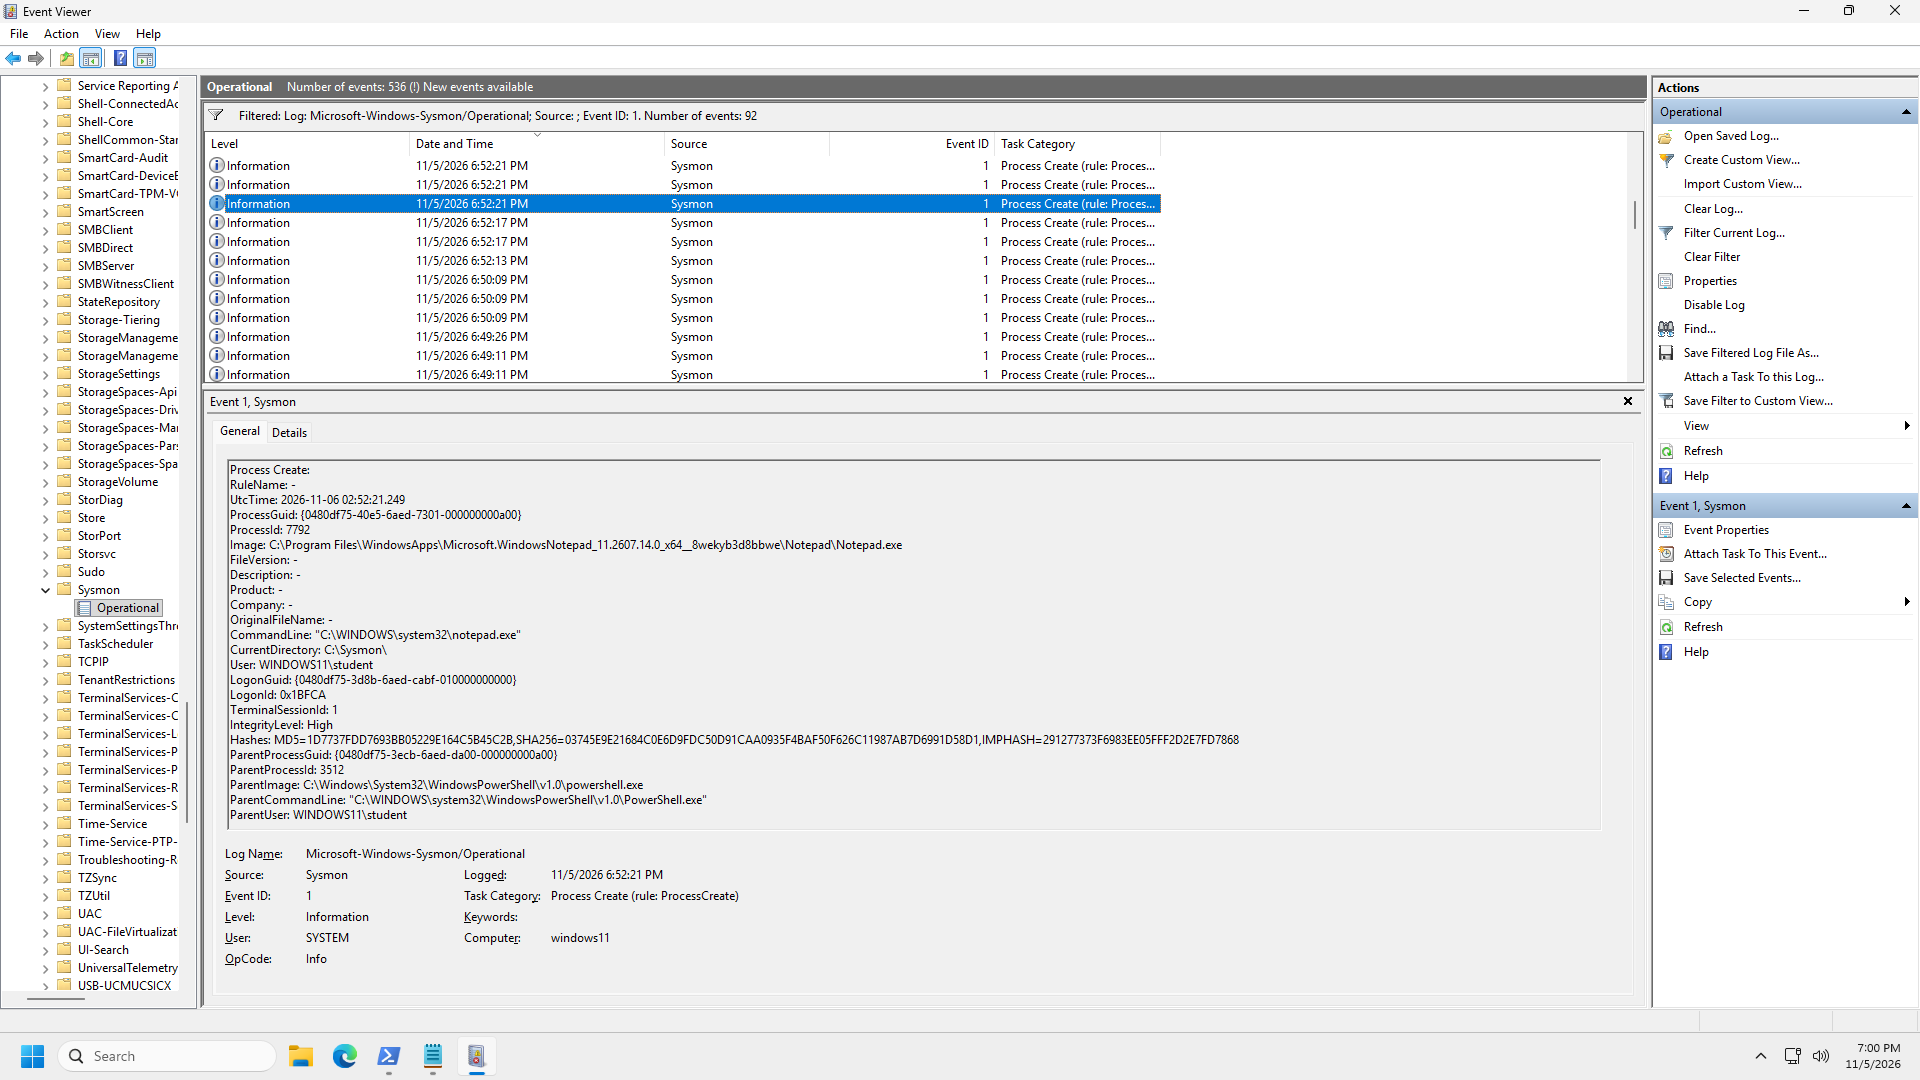 Event Viewer
File Action View Help
Service Reporting A
Shell-ConnectedAc
Shell-Core
ShellCommon-Star
SmartCard-Audit
SmartCard-DeviceE
SmartCard-TPM-V
SmartScreen
SMBClient
SMBDirect
SMBServer
SMBWitnessClient
StateRepository
Storage-Tiering
StorageManageme
StorageManageme
StorageSettings
StorageSpaces-Api
StorageSpaces-Driv
StorageSpaces-Mar
StorageSpaces-Pars
StorageSpaces-Spa
StorageVolume
StorDiag
Store
StorPort
Storsvc
Sudo
Sysmon
Operational
SystemSettingsThre
TaskScheduler
TCPIP
TenantRestrictions
TerminalServices-C
TerminalServices-C
TerminalServices-L
TerminalServices-P
TerminalServices-P
TerminalServices-R
TerminalServices-S
Time-Service
Time-Service-PTP-
Troubleshooting-R
TZSync
TZUtil
UAC
UAC-FileVirtualizat
UI-Search
UniversalTelemetry
USB-UCMUCSICX
Operational Number of events: 536 (!) New events available
Filtered: Log: Microsoft-Windows-Sysmon/Operational; Source: ; Event ID: 1. Number of events: 92
Level Date and Time Source Event ID Task Category
Information 11/5/2026 6:52:21 PM Sysmon 1 Process Create (rule: Proces...
Information 11/5/2026 6:52:21 PM Sysmon 1 Process Create (rule: Proces...
Information 11/5/2026 6:52:21 PM Sysmon 1 Process Create (rule: Proces...
Information 11/5/2026 6:52:17 PM Sysmon 1 Process Create (rule: Proces...
Information 11/5/2026 6:52:17 PM Sysmon 1 Process Create (rule: Proces...
Information 11/5/2026 6:52:13 PM Sysmon 1 Process Create (rule: Proces...
Information 11/5/2026 6:50:09 PM Sysmon 1 Process Create (rule: Proces...
Information 11/5/2026 6:50:09 PM Sysmon 1 Process Create (rule: Proces...
Information 11/5/2026 6:50:09 PM Sysmon 1 Process Create (rule: Proces...
Information 11/5/2026 6:49:26 PM Sysmon 1 Process Create (rule: Proces...
Information 11/5/2026 6:49:11 PM Sysmon 1 Process Create (rule: Proces...
Information 11/5/2026 6:49:11 PM Sysmon 1 Process Create (rule: Proces...
Event 1, Sysmon
General Details
Process Create:
RuleName: -
UtcTime: 2026-11-06 02:52:21.249
ProcessGuid: {0480df75-40e5-6aed-7301-000000000a00}
ProcessId: 7792
Image: C:\Program Files\WindowsApps\Microsoft.WindowsNotepad_11.2607.14.0_x64__8wekyb3d8bbwe\Notepad\Notepad.exe
FileVersion: -
Description: -
Product: -
Company: -
OriginalFileName: -
CommandLine: "C:\WINDOWS\system32\notepad.exe"
CurrentDirectory: C:\Sysmon\
User: WINDOWS11\student
LogonGuid: {0480df75-3d8b-6aed-cabf-010000000000}
LogonId: 0x1BFCA
TerminalSessionId: 1
IntegrityLevel: High
Hashes: MD5=1D7737FDD7693BB05229E164C5B45C2B,SHA256=03745E9E21684C0E6D9FDC50D91CAA0935F4BAF50F626C11987AB7D6991D58D1,IMPHASH=291277373F6983EE05FFF2D2E7FD7868
ParentProcessGuid: {0480df75-3ecb-6aed-da00-000000000a00}
ParentProcessId: 3512
ParentImage: C:\Windows\System32\WindowsPowerShell\v1.0\powershell.exe
ParentCommandLine: "C:\WINDOWS\system32\WindowsPowerShell\v1.0\PowerShell.exe"
ParentUser: WINDOWS11\student
Log Name: Microsoft-Windows-Sysmon/Operational
Source: Sysmon Logged: 11/5/2026 6:52:21 PM
Event ID: 1 Task Category: Process Create (rule: ProcessCreate)
Level: Information Keywords:
User: SYSTEM Computer: windows11
OpCode: Info
Actions
Operational
Open Saved Log...
Create Custom View...
Import Custom View...
Clear Log...
Filter Current Log...
Clear Filter
Properties
Disable Log
Find...
Save Filtered Log File As...
Attach a Task To this Log...
Save Filter to Custom View...
View
Refresh
Help
Event 1, Sysmon
Event Properties
Attach Task To This Event...
Save Selected Events...
Copy
Refresh
Help
Search
7:00 PM
11/5/2026